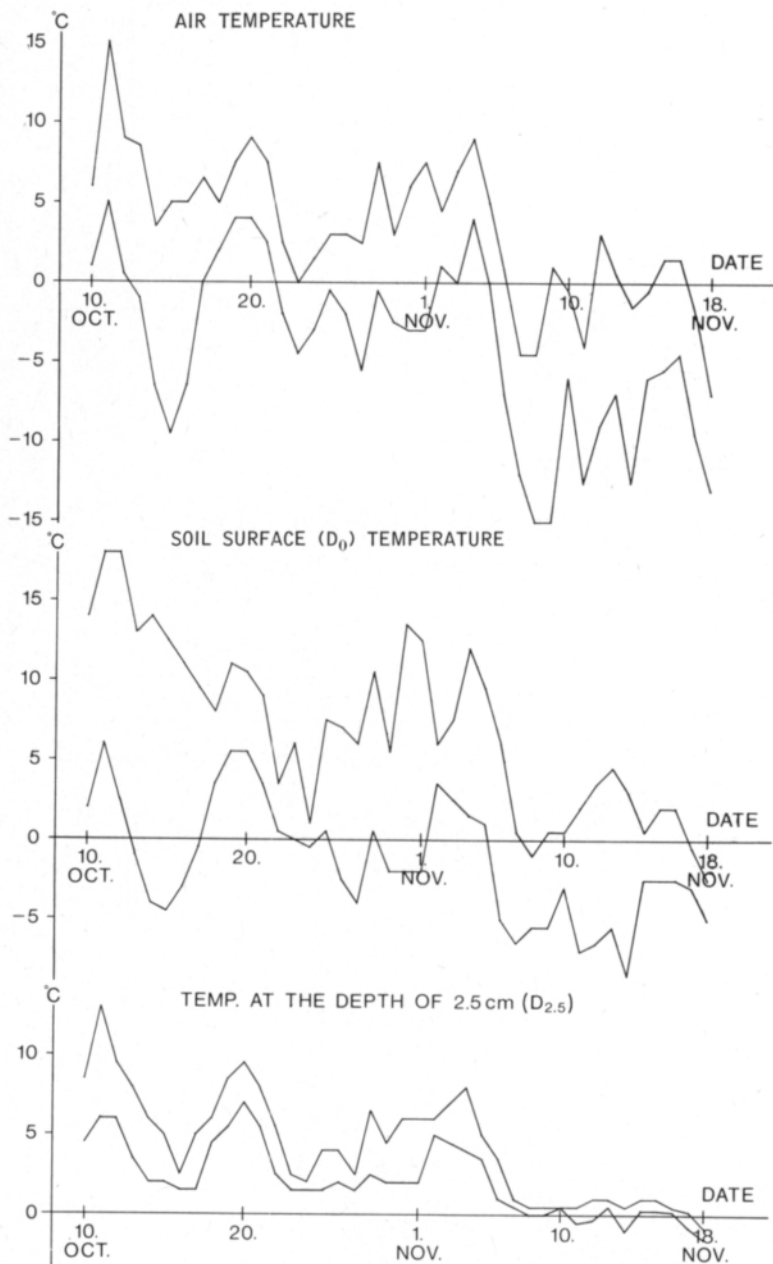 °C
AIR TEMPERATURE
15
10
5
0
DATE
10. 20. 1. 10. 18.
OCT. NOV. NOV.
−5
−10
−15
°C
SOIL SURFACE (D₀) TEMPERATURE
15
10
5
DATE
0
10. 20. 1. 10. 18.
OCT. NOV. NOV.
−5
°C
TEMP. AT THE DEPTH OF 2.5 cm (D₂.₅)
10
5
DATE
0
10. 20. 1. 10. 18.
OCT. NOV. NOV.